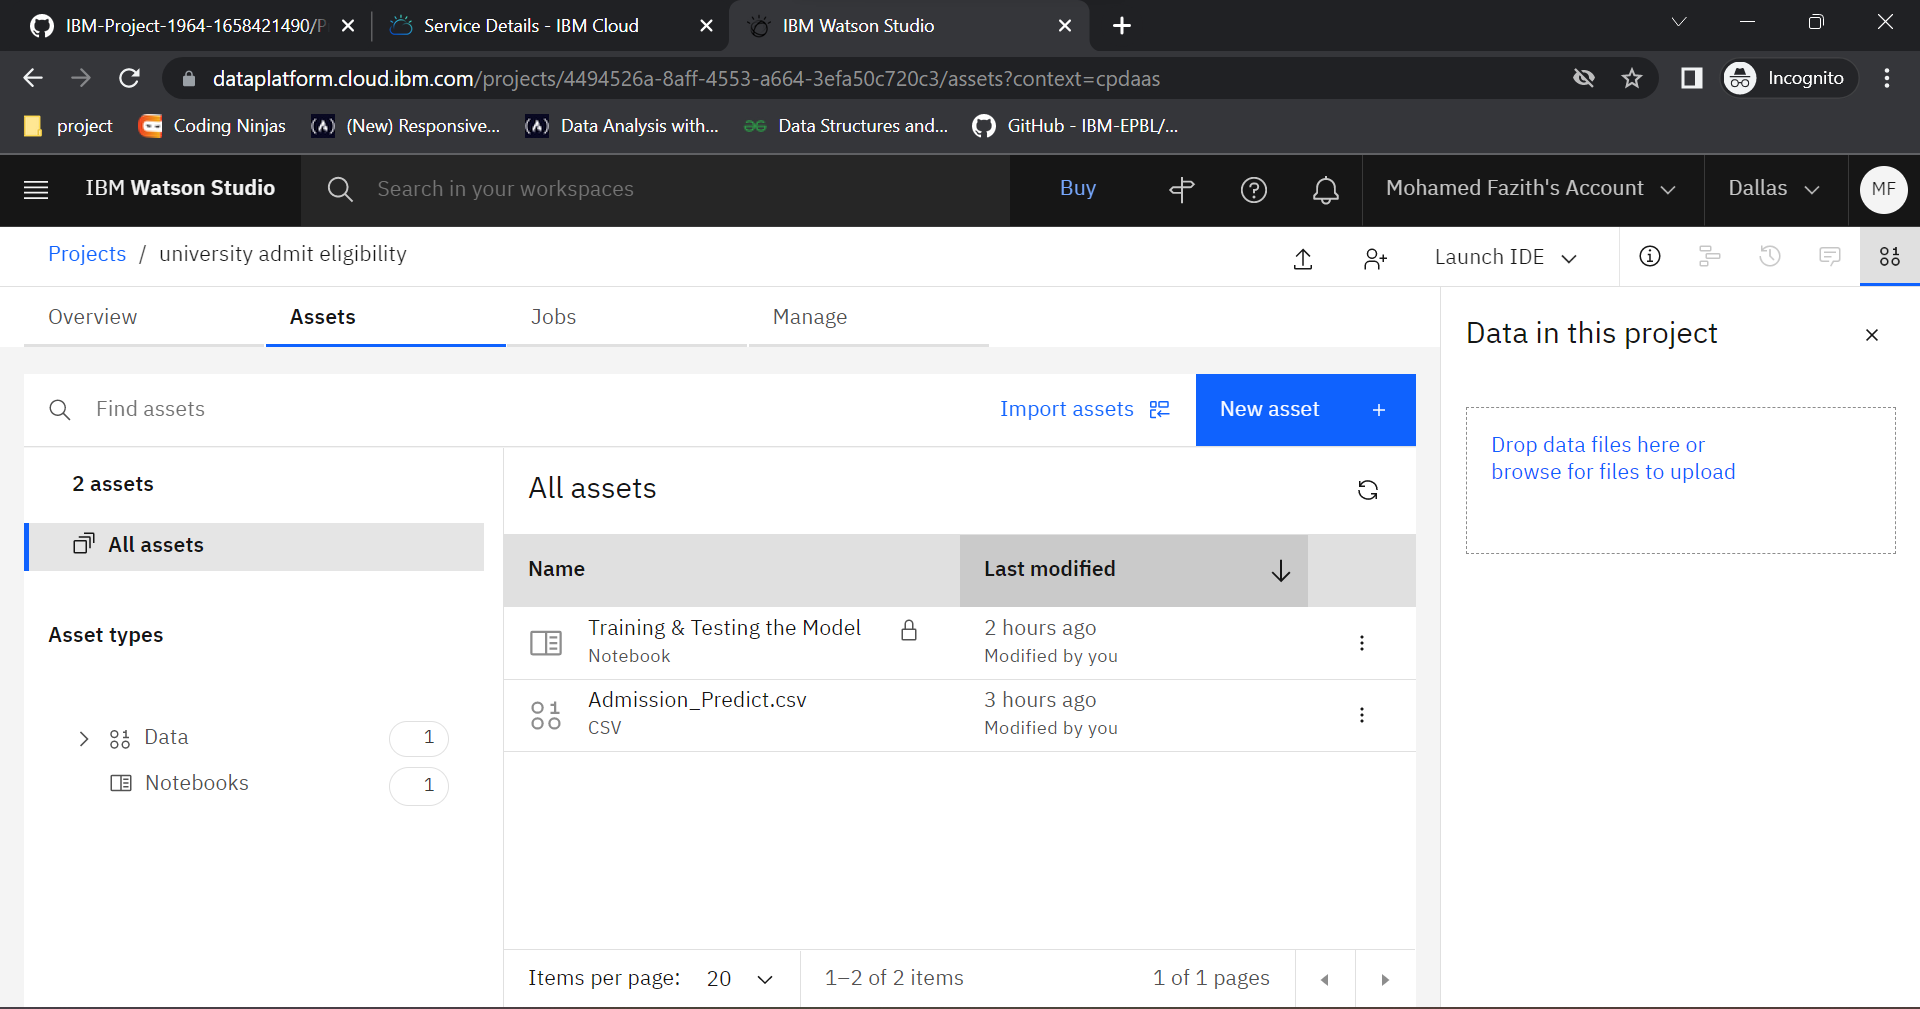 IBM-Project-1964-1658421490/P
Service Details - IBM Cloud
IBM Watson Studio
dataplatform.cloud.ibm.com/projects/4494526a-8aff-4553-a664-3efa50c720c3/assets?context=cpdaas
Incognito
project
Coding Ninjas
(New) Responsive...
Data Analysis with...
Data Structures and...
GitHub - IBM-EPBL/...
IBM Watson Studio
Search in your workspaces
Buy
Mohamed Fazith's Account
Dallas
MF
Projects / university admit eligibility
Launch IDE
Overview
Assets
Jobs
Manage
Data in this project
Find assets
Import assets
New asset +
Drop data files here or
browse for files to upload
2 assets
All assets
Asset types
Data 1
Notebooks 1
All assets
Name
Last modified
Training & Testing the Model
Notebook
2 hours ago
Modified by you
Admission_Predict.csv
CSV
3 hours ago
Modified by you
Items per page: 20
1–2 of 2 items
1 of 1 pages